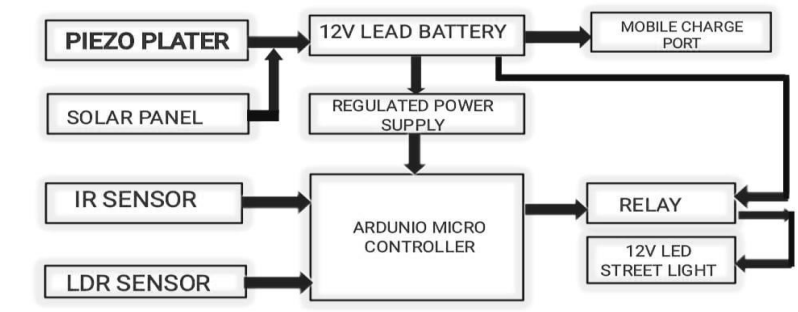 PIEZO PLATER
12V LEAD BATTERY
MOBILE CHARGE
PORT
SOLAR PANEL
REGULATED POWER
SUPPLY
IR SENSOR
ARDUNIO MICRO
CONTROLLER
RELAY
12V LED
STREET LIGHT
LDR SENSOR